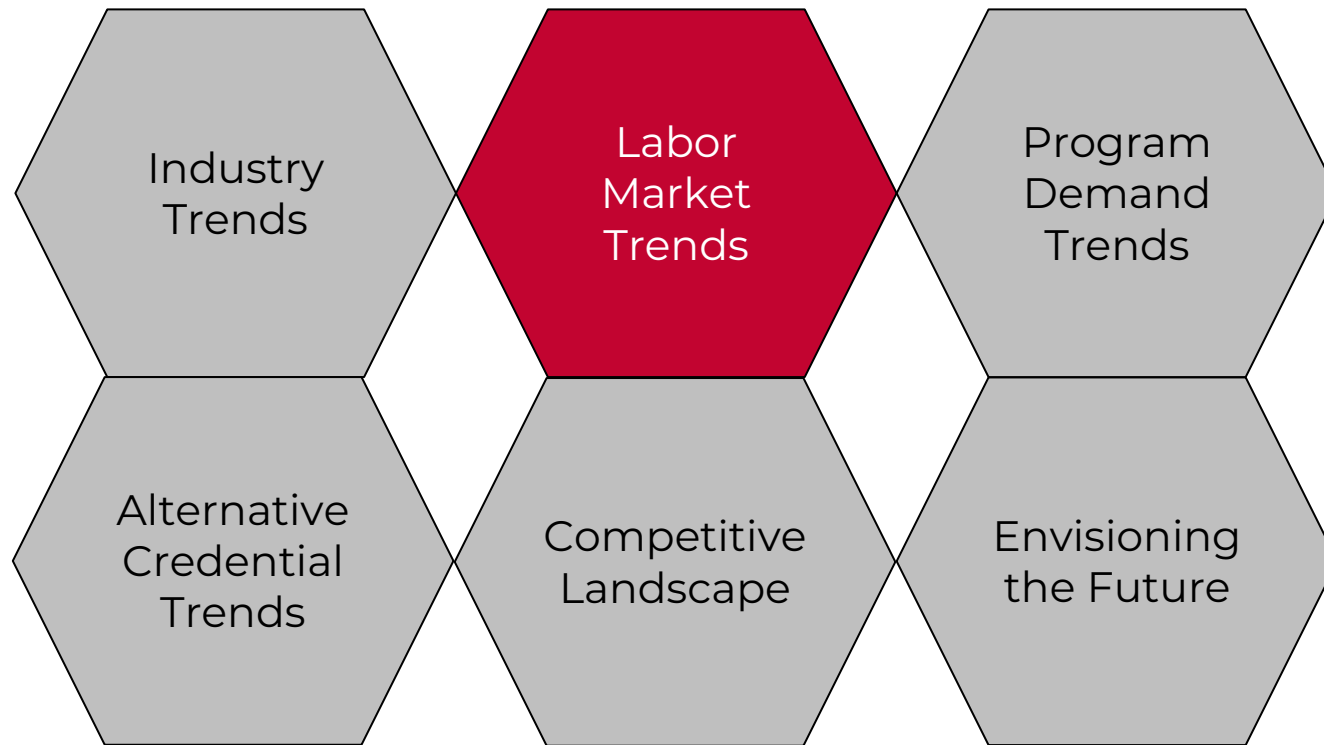 Industry
Trends
Labor
Market
Trends
Program
Demand
Trends
Alternative
Credential
Trends
Competitive
Landscape
Envisioning
the Future